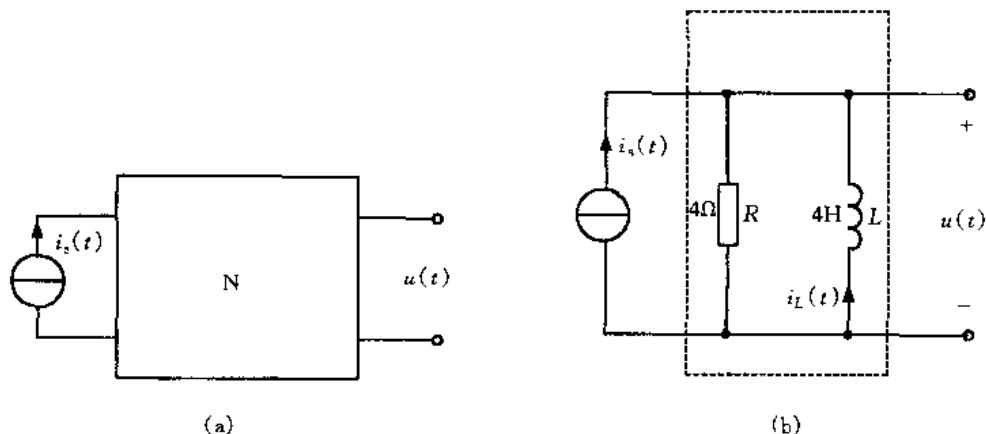 i_s(t)
N
u(t)
(a)
i_s(t)
4Ω
R
4H
L
i_L(t)
+
u(t)
−
(b)